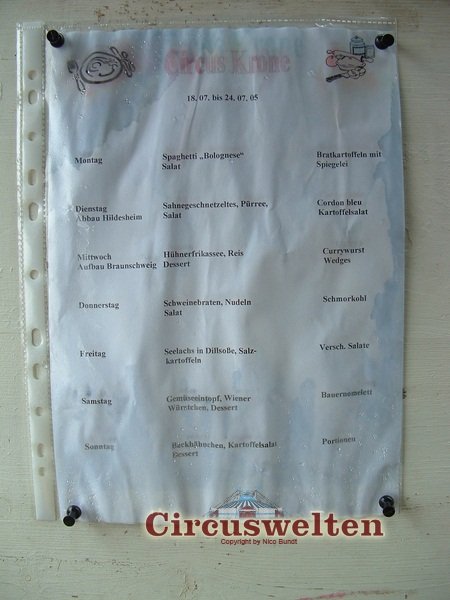 Circus Krone
18. 07. bis 24. 07. 05
Montag
Spaghetti „Bolognese“
Salat
Bratkartoffeln mit
Spiegelei
Dienstag
Abbau Hildesheim
Sahnegeschnetzeltes, Pürree,
Salat
Cordon bleu
Kartoffelsalat
Mittwoch
Aufbau Braunschweig
Hühnerfrikassee, Reis
Dessert
Currywurst
Wedges
Donnerstag
Schweinebraten, Nudeln
Salat
Schmorkohl
Freitag
Seelachs in Dillsoße, Salz-
kartoffeln
Versch. Salate
Samstag
Gemüseeintopf, Wiener
Würstchen, Dessert
Bauernomelett
Sonntag
Backhähnchen, Kartoffelsalat
Dessert
Portionen
Circuswelten
Copyright by Nico Bundt